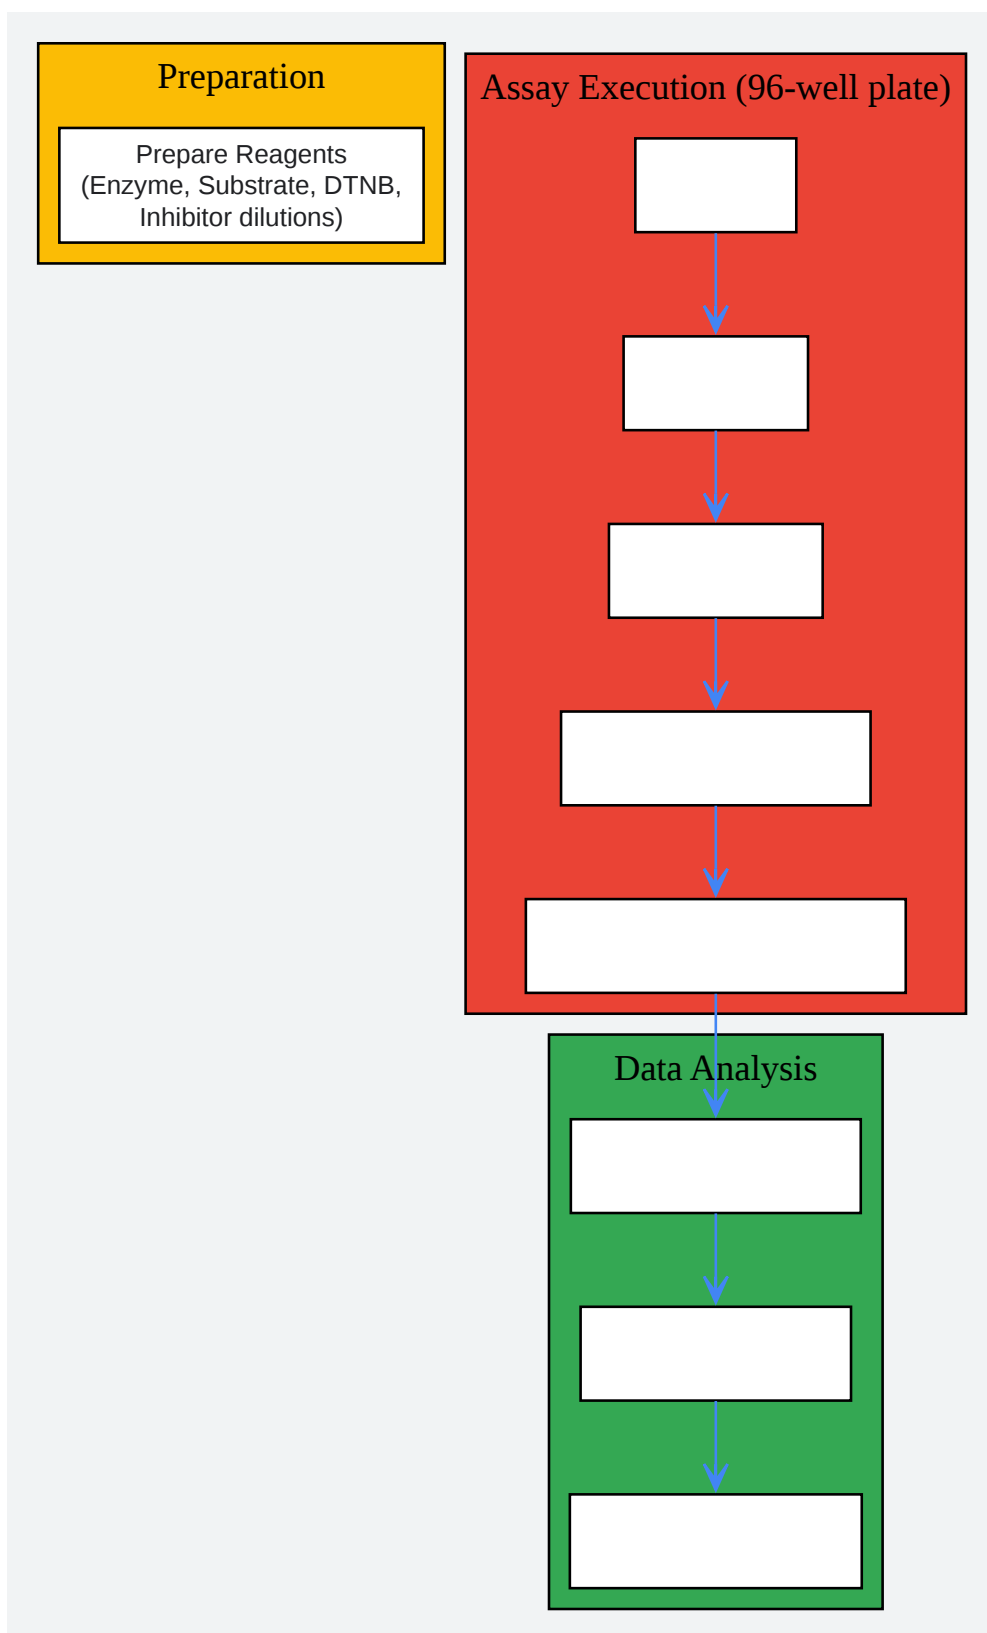 Preparation
Prepare Reagents
(Enzyme, Substrate, DTNB,
Inhibitor dilutions)
Assay Execution (96-well plate)
Data Analysis